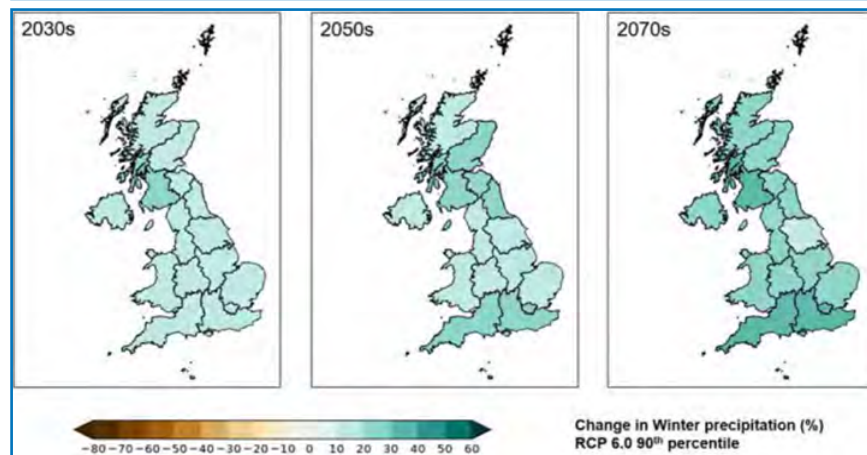 2030s
2050s
2070s
Change in Winter precipitation (%)
RCP 6.0 90th percentile
−80 −70 −60 −50 −40 −30 −20 −10 0 10 20 30 40 50 60